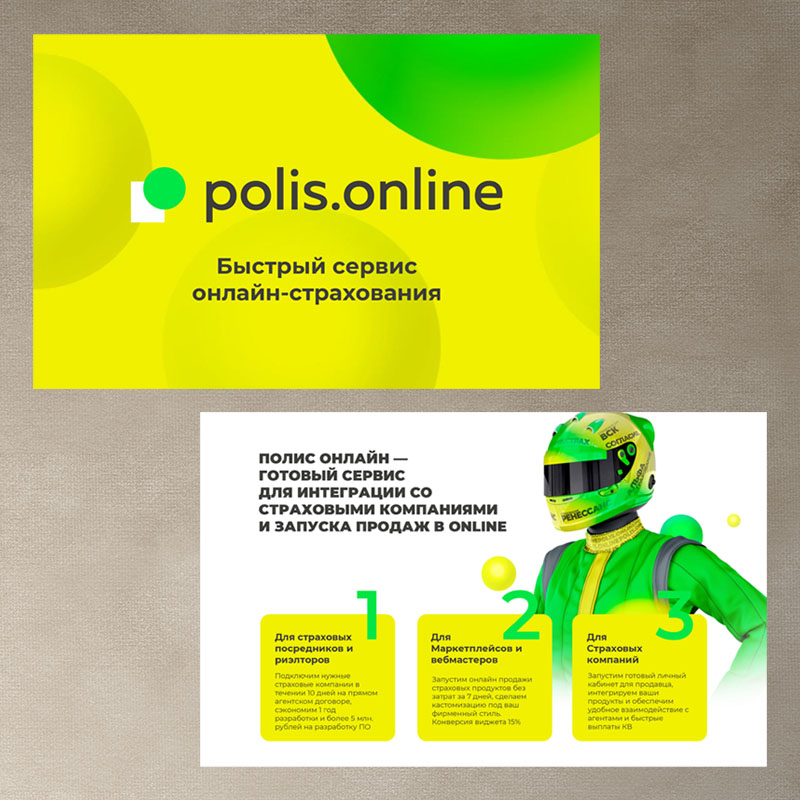 polis.online
Быстрый сервис
онлайн-страхования
ПОЛИС ОНЛАЙН —
ГОТОВЫЙ СЕРВИС
ДЛЯ ИНТЕГРАЦИИ СО
СТРАХОВЫМИ КОМПАНИЯМИ
И ЗАПУСКА ПРОДАЖ В ONLINE
ВСК
СОГЛАСИЕ
РЕНЕССАНС
1
Для страховых
посредников и
риэлторов
Подключим нужные
страховые компании в
течении 10 дней на прямом
агентском договоре,
сэкономим 1 год
разработки и более 5 млн.
рублей на разработку ПО
2
Для
Маркетплейсов и
вебмастеров
Запустим онлайн продажи
страховых продуктов без
затрат за 7 дней, сделаем
кастомизацию под ваш
фирменный стиль.
Конверсия виджета 15%
3
Для
Страховых
компаний
Запустим готовый личный
кабинет для продавца,
интегрируем ваши
продукты и обеспечим
удобное взаимодействие с
агентами и быстрые
выплаты КВ